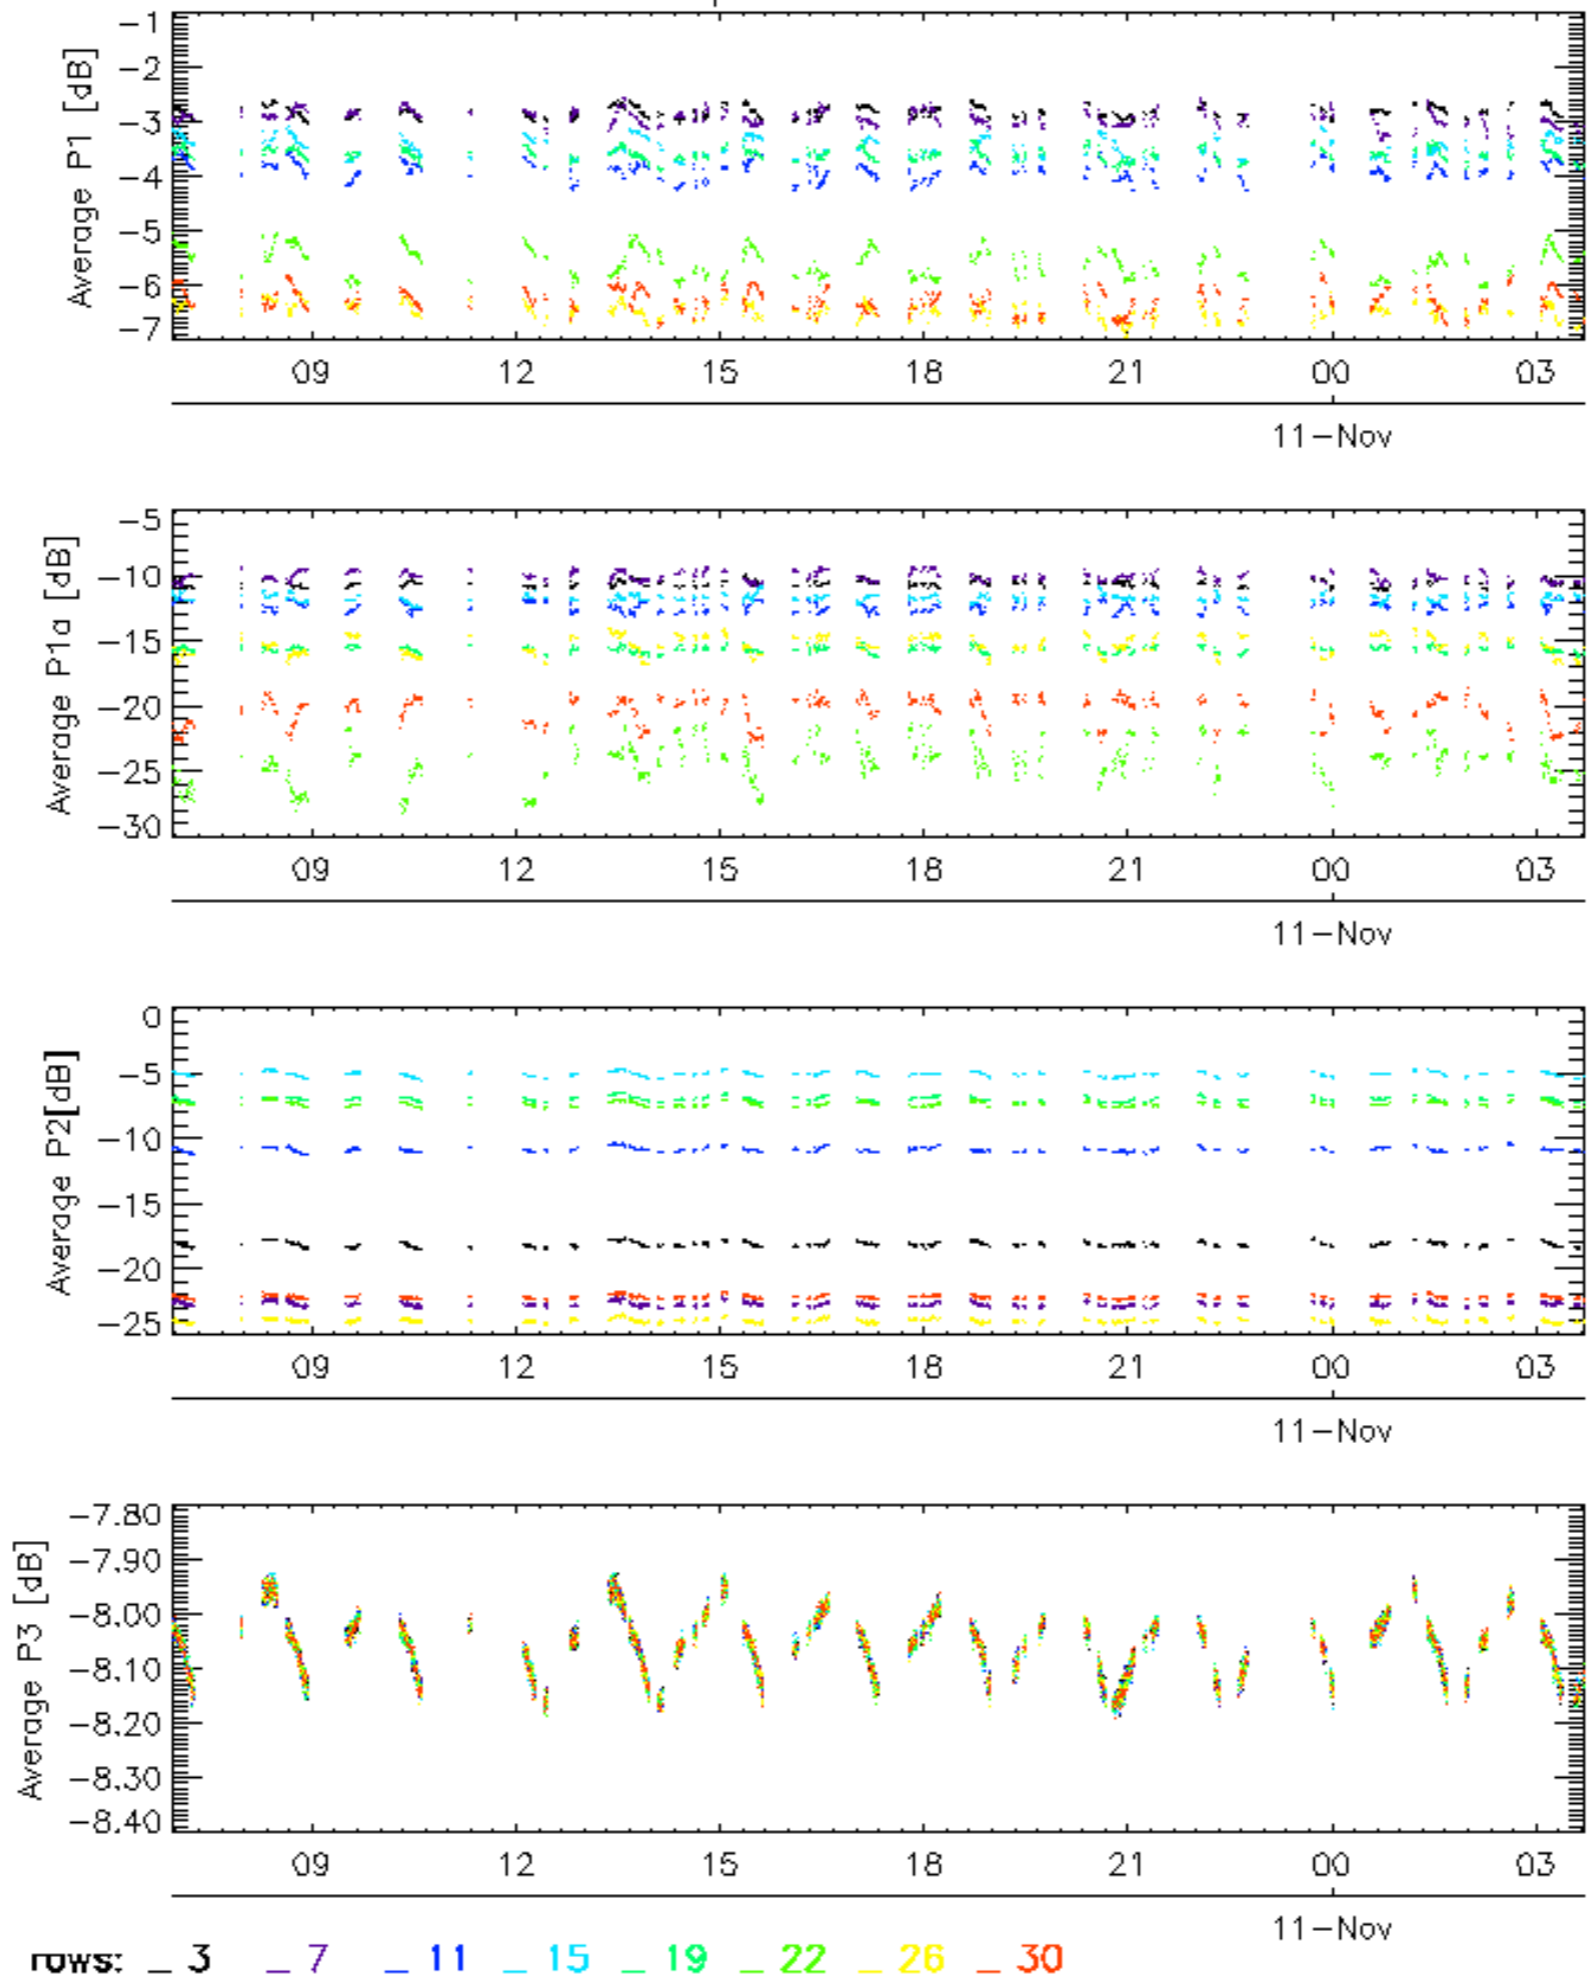 Average P1 [dB]
-1
-2
-3
-4
-5
-6
-7
09 12 15 18 21 00 03
11-Nov
Average P1a [dB]
-5
-10
-15
-20
-25
-30
09 12 15 18 21 00 03
11-Nov
Average P2[dB]
0
-5
-10
-15
-20
-25
09 12 15 18 21 00 03
11-Nov
Average P3 [dB]
-7.80
-7.90
-8.00
-8.10
-8.20
-8.30
-8.40
09 12 15 18 21 00 03
11-Nov
rows: _ 3 _ 7 _ 11 _ 15 _ 19 _ 22 _ 26 _ 30